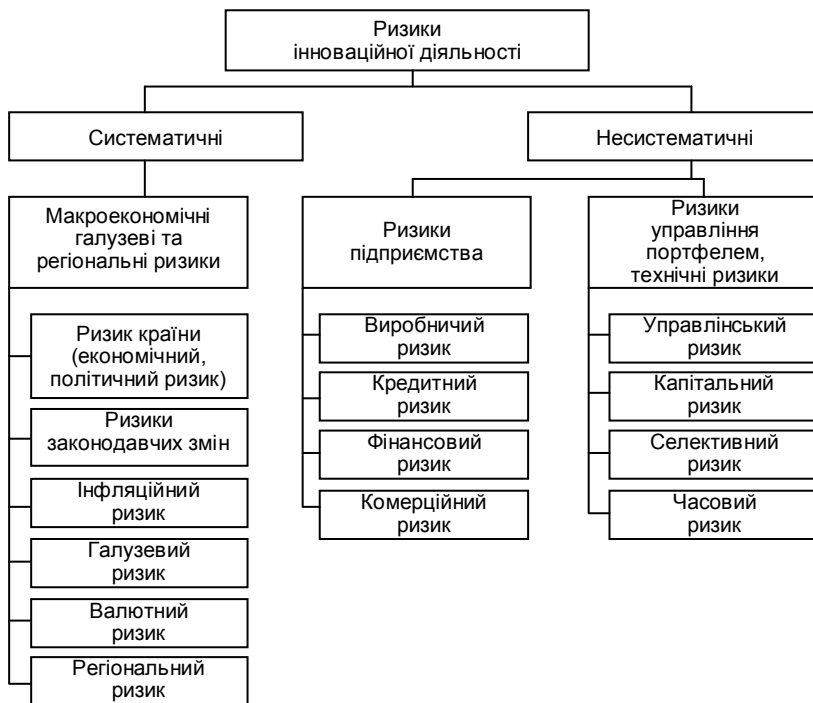 Ризики
інноваційної діяльності
Систематичні
Несистематичні
Макроекономічні
галузеві та
регіональні ризики
Ризики
підприємства
Ризики
управління
портфелем,
технічні ризики
Ризик країни
(економічний,
політичний ризик)
Ризики
законодавчих змін
Інфляційний
ризик
Галузевий
ризик
Валютний
ризик
Регіональний
ризик
Виробничий
ризик
Кредитний
ризик
Фінансовий
ризик
Комерційний
ризик
Управлінський
ризик
Капітальний
ризик
Селективний
ризик
Часовий
ризик